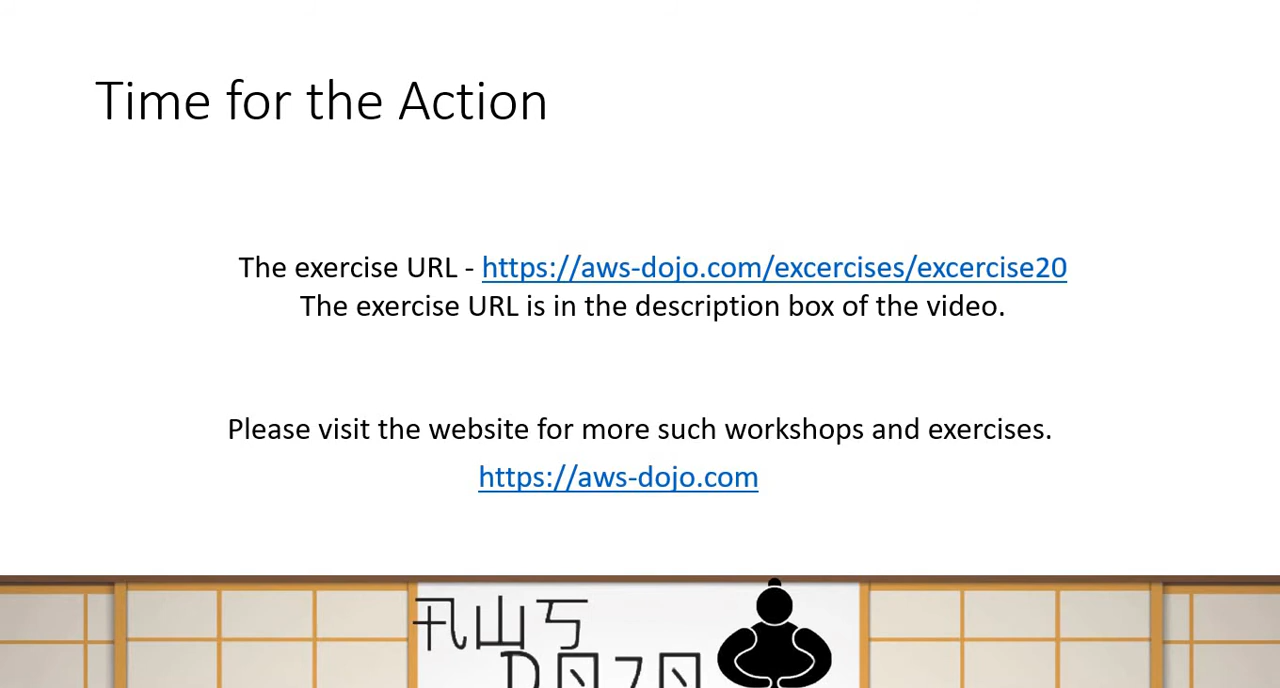 Time for the Action
The exercise URL - https://aws-dojo.com/excercises/excercise20
The exercise URL is in the description box of the video.
Please visit the website for more such workshops and exercises.
https://aws-dojo.com
AWS
DOJO